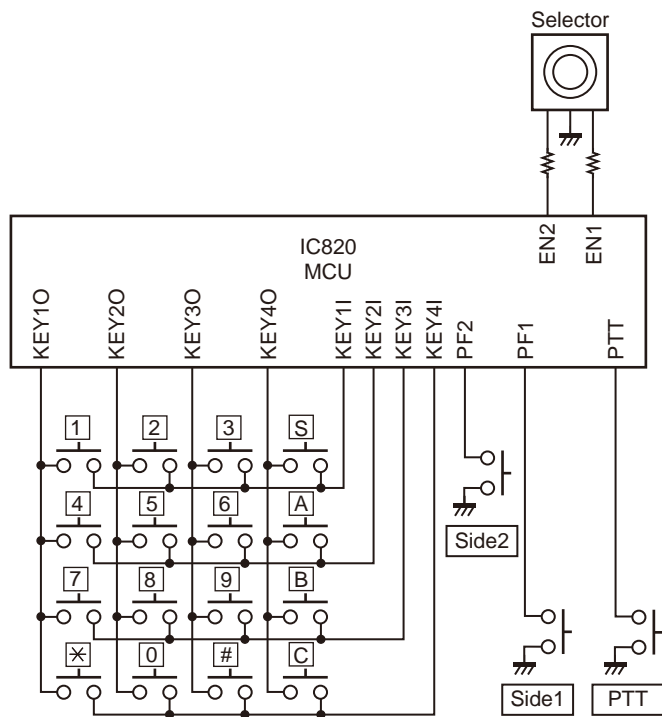 Selector
EN2
EN1
IC820
MCU
KEY1O
KEY2O
KEY3O
KEY4O
KEY1I
KEY2I
KEY3I
KEY4I
PF2
PF1
PTT
1 2 3 S
4 5 6 A
Side2
7 8 9 B
* 0 # C
Side1
PTT